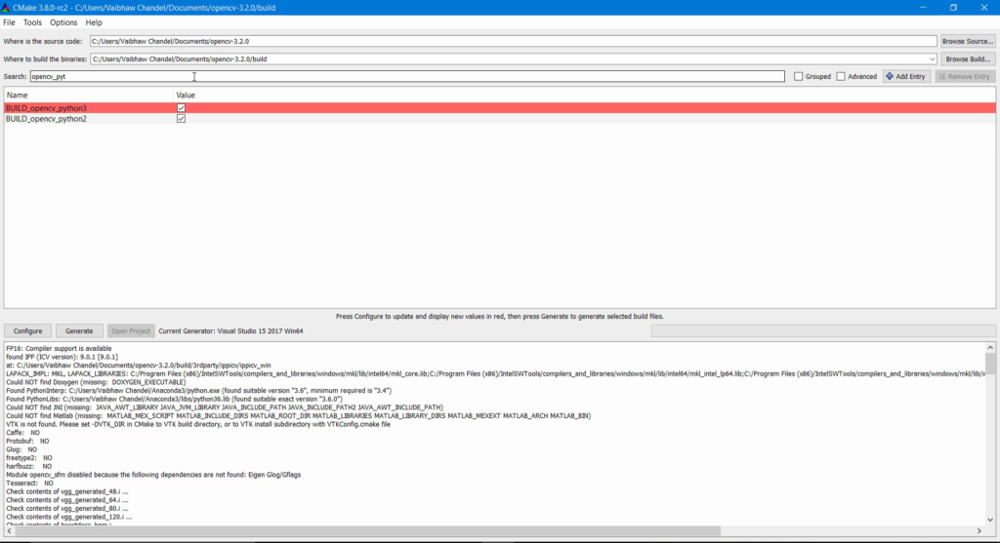 CMake 3.8.0-rc2 - C:/Users/Vaibhaw Chandel/Documents/opencv-3.2.0/build
File Tools Options Help
Where is the source code: C:/Users/Vaibhaw Chandel/Documents/opencv-3.2.0 Browse Source...
Where to build the binaries: C:/Users/Vaibhaw Chandel/Documents/opencv-3.2.0/build Browse Build...
Search: opencv_pyt Grouped Advanced Add Entry Remove Entry
Name Value
BUILD_opencv_python3
BUILD_opencv_python2
Press Configure to update and display new values in red, then press Generate to generate selected build files.
Configure Generate Open Project Current Generator: Visual Studio 15 2017 Win64
FP16: Compiler support is available
found IPP (ICV version): 9.0.1 [9.0.1]
at: C:/Users/Vaibhaw Chandel/Documents/opencv-3.2.0/build/3rdparty/ippicv/ippicv_win
LAPACK_IMPL: MKL, LAPACK_LIBRARIES: C:/Program Files (x86)/IntelSWTools/compilers_and_libraries/windows/mkl/lib/intel64/mkl_core.lib;C:/Program Files (x86)/IntelSWTools/compilers_and_libraries/windows/mkl/lib/intel64/mkl_intel_lp64.lib;C:/Program Files (x86)/IntelSWTools/compilers_and_libraries/windows/mkl/lib/
Could NOT find Doxygen (missing: DOXYGEN_EXECUTABLE)
Found PythonInterp: C:/Users/Vaibhaw Chandel/Anaconda3/python.exe (found suitable version "3.6", minimum required is "3.4")
Found PythonLibs: C:/Users/Vaibhaw Chandel/Anaconda3/libs/python36.lib (found suitable exact version "3.6.0")
Could NOT find JNI (missing: JAVA_AWT_LIBRARY JAVA_JVM_LIBRARY JAVA_INCLUDE_PATH JAVA_INCLUDE_PATH2 JAVA_AWT_INCLUDE_PATH)
Could NOT find Matlab (missing: MATLAB_MEX_SCRIPT MATLAB_INCLUDE_DIRS MATLAB_ROOT_DIR MATLAB_LIBRARIES MATLAB_LIBRARY_DIRS MATLAB_MEXEXT MATLAB_ARCH MATLAB_BIN)
VTK is not found. Please set -DVTK_DIR in CMake to VTK build directory, or to VTK install subdirectory with VTKConfig.cmake file
Caffe: NO
Protobuf: NO
Glog: NO
freetype2: NO
harfbuzz: NO
Module opencv_sfm disabled because the following dependencies are not found: Eigen Glog/Gflags
Tesseract: NO
Check contents of vgg_generated_48.i ...
Check contents of vgg_generated_64.i ...
Check contents of vgg_generated_80.i ...
Check contents of vgg_generated_120.i ...